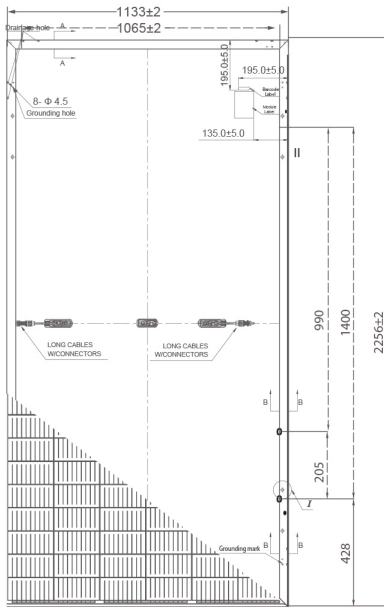 1133±2
Drainage hole
1065±2
A
A
195.0±5.0
195.0±5.0
Barcode
Label
Module
Label
8- Φ 4.5
Grounding hole
135.0±5.0
II
990
1400
2256±2
LONG CABLES
W/CONNECTORS
LONG CABLES
W/CONNECTORS
B
B
205
I
Grounding mark
B
B
428